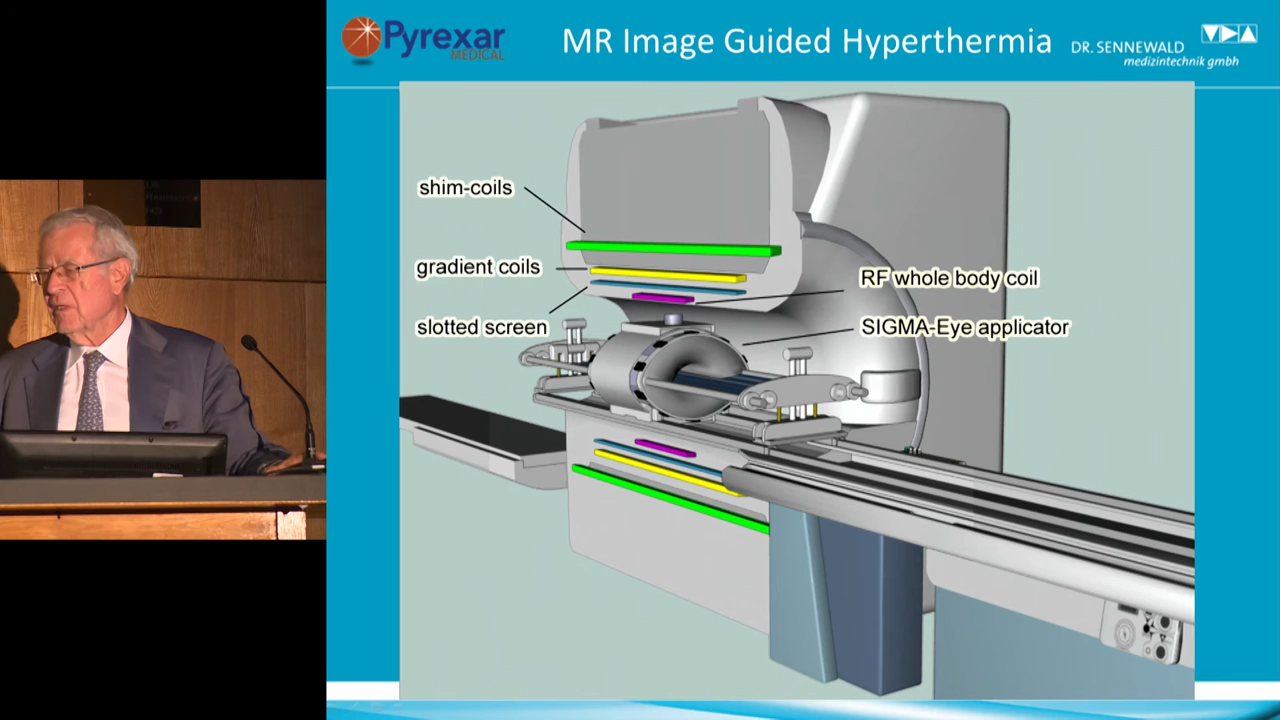 Pyrexar
MEDICAL
MR Image Guided Hyperthermia
DR. SENNEWALD
medizintechnik gmbh
shim-coils
gradient coils
slotted screen
RF whole body coil
SIGMA-Eye applicator